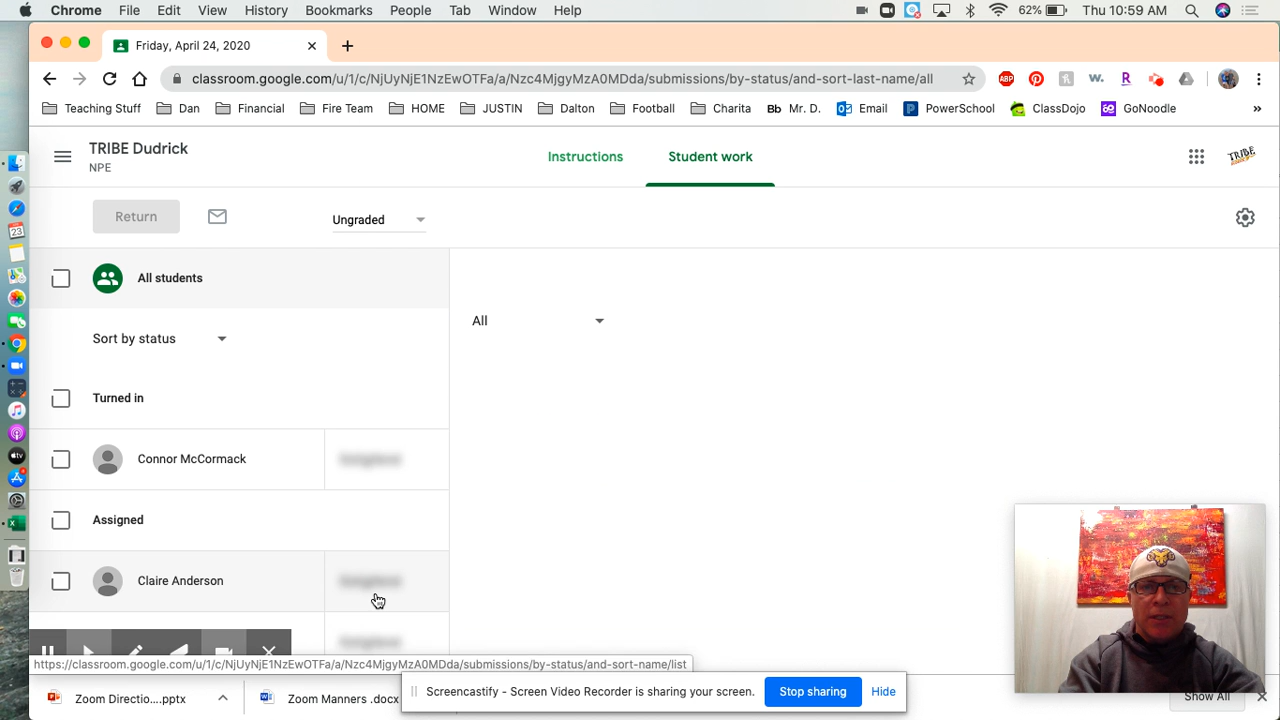 Chrome File Edit View History Bookmarks People Tab Window Help 62% Thu 10:59 AM
Friday, April 24, 2020
classroom.google.com/u/1/c/NjUyNjE1NzEwOTFa/a/Nzc4MjgyMzA0MDda/submissions/by-status/and-sort-last-name/all
Teaching Stuff Dan Financial Fire Team HOME JUSTIN Dalton Football Charita Bb Mr. D. Email PowerSchool ClassDojo GoNoodle »
TRIBE Dudrick
NPE
Instructions Student work
TRIBE
Return Ungraded
All students
All
Sort by status
Turned in
Connor McCormack
Assigned
Claire Anderson
https://classroom.google.com/u/1/c/NjUyNjE1NzEwOTFa/a/Nzc4MjgyMzA0MDda/submissions/by-status/and-sort-name/list
Zoom Directio....pptx Zoom Manners .docx Screencastify - Screen Video Recorder is sharing your screen. Stop sharing Hide Show All